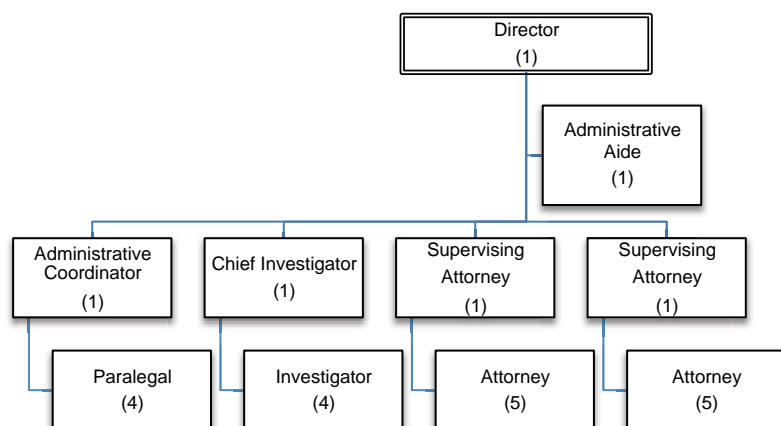 Director
(1)
Administrative
Aide
(1)
Administrative
Coordinator
(1)
Chief Investigator
(1)
Supervising
Attorney
(1)
Supervising
Attorney
(1)
Paralegal
(4)
Investigator
(4)
Attorney
(5)
Attorney
(5)